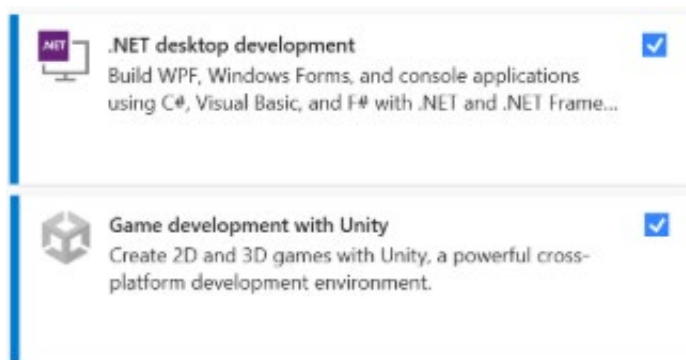 .NET
.NET desktop development
Build WPF, Windows Forms, and console applications
using C#, Visual Basic, and F# with .NET and .NET Frame...
Game development with Unity
Create 2D and 3D games with Unity, a powerful cross-
platform development environment.